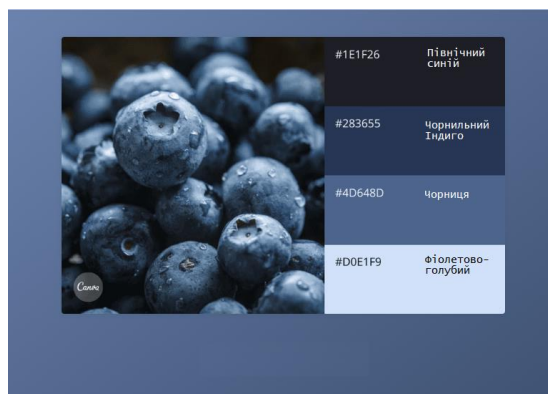 #1E1F26
Північний
синій
#283655
Чорнильний
Індиго
#4D648D
Чорниця
#D0E1F9
Фіолетово-
голубий
Canva